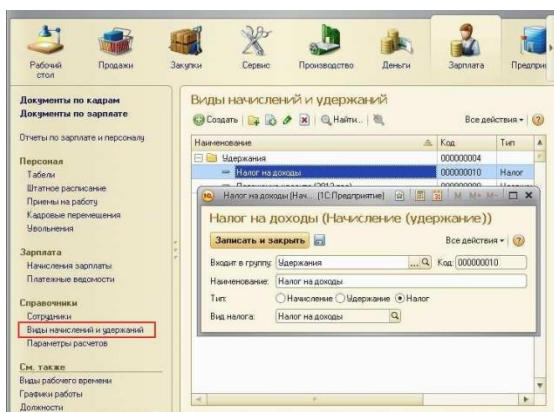 Рабочий стол
Продажи
Закупки
Сервис
Производство
Деньги
Зарплата
Предпри
Документы по кадрам
Документы по зарплате
Отчеты по зарплате и персоналу
Персонал
Табели
Штатное расписание
Приемы на работу
Кадровые перемещения
Увольнения
Зарплата
Начисления зарплаты
Платежные ведомости
Справочники
Сотрудники
Виды начислений и удержаний
Параметры расчетов
См. также
Виды рабочего времени
Графики работы
Должности
Виды начислений и удержаний
Создать
Найти...
Все действия
Наименование
Код
Тип
Удержания
000000004
Налог на доходы
000000010
Налог
Налог на доходы (Нач... (1С:Предприятие)
M M+ M-
Налог на доходы (Начисление (удержание))
Записать и закрыть
Все действия
Входит в группу:
Удержания
...
Код:
000000010
Наименование:
Налог на доходы
Тип:
Начисление
Удержание
Налог
Вид налога:
Налог на доходы